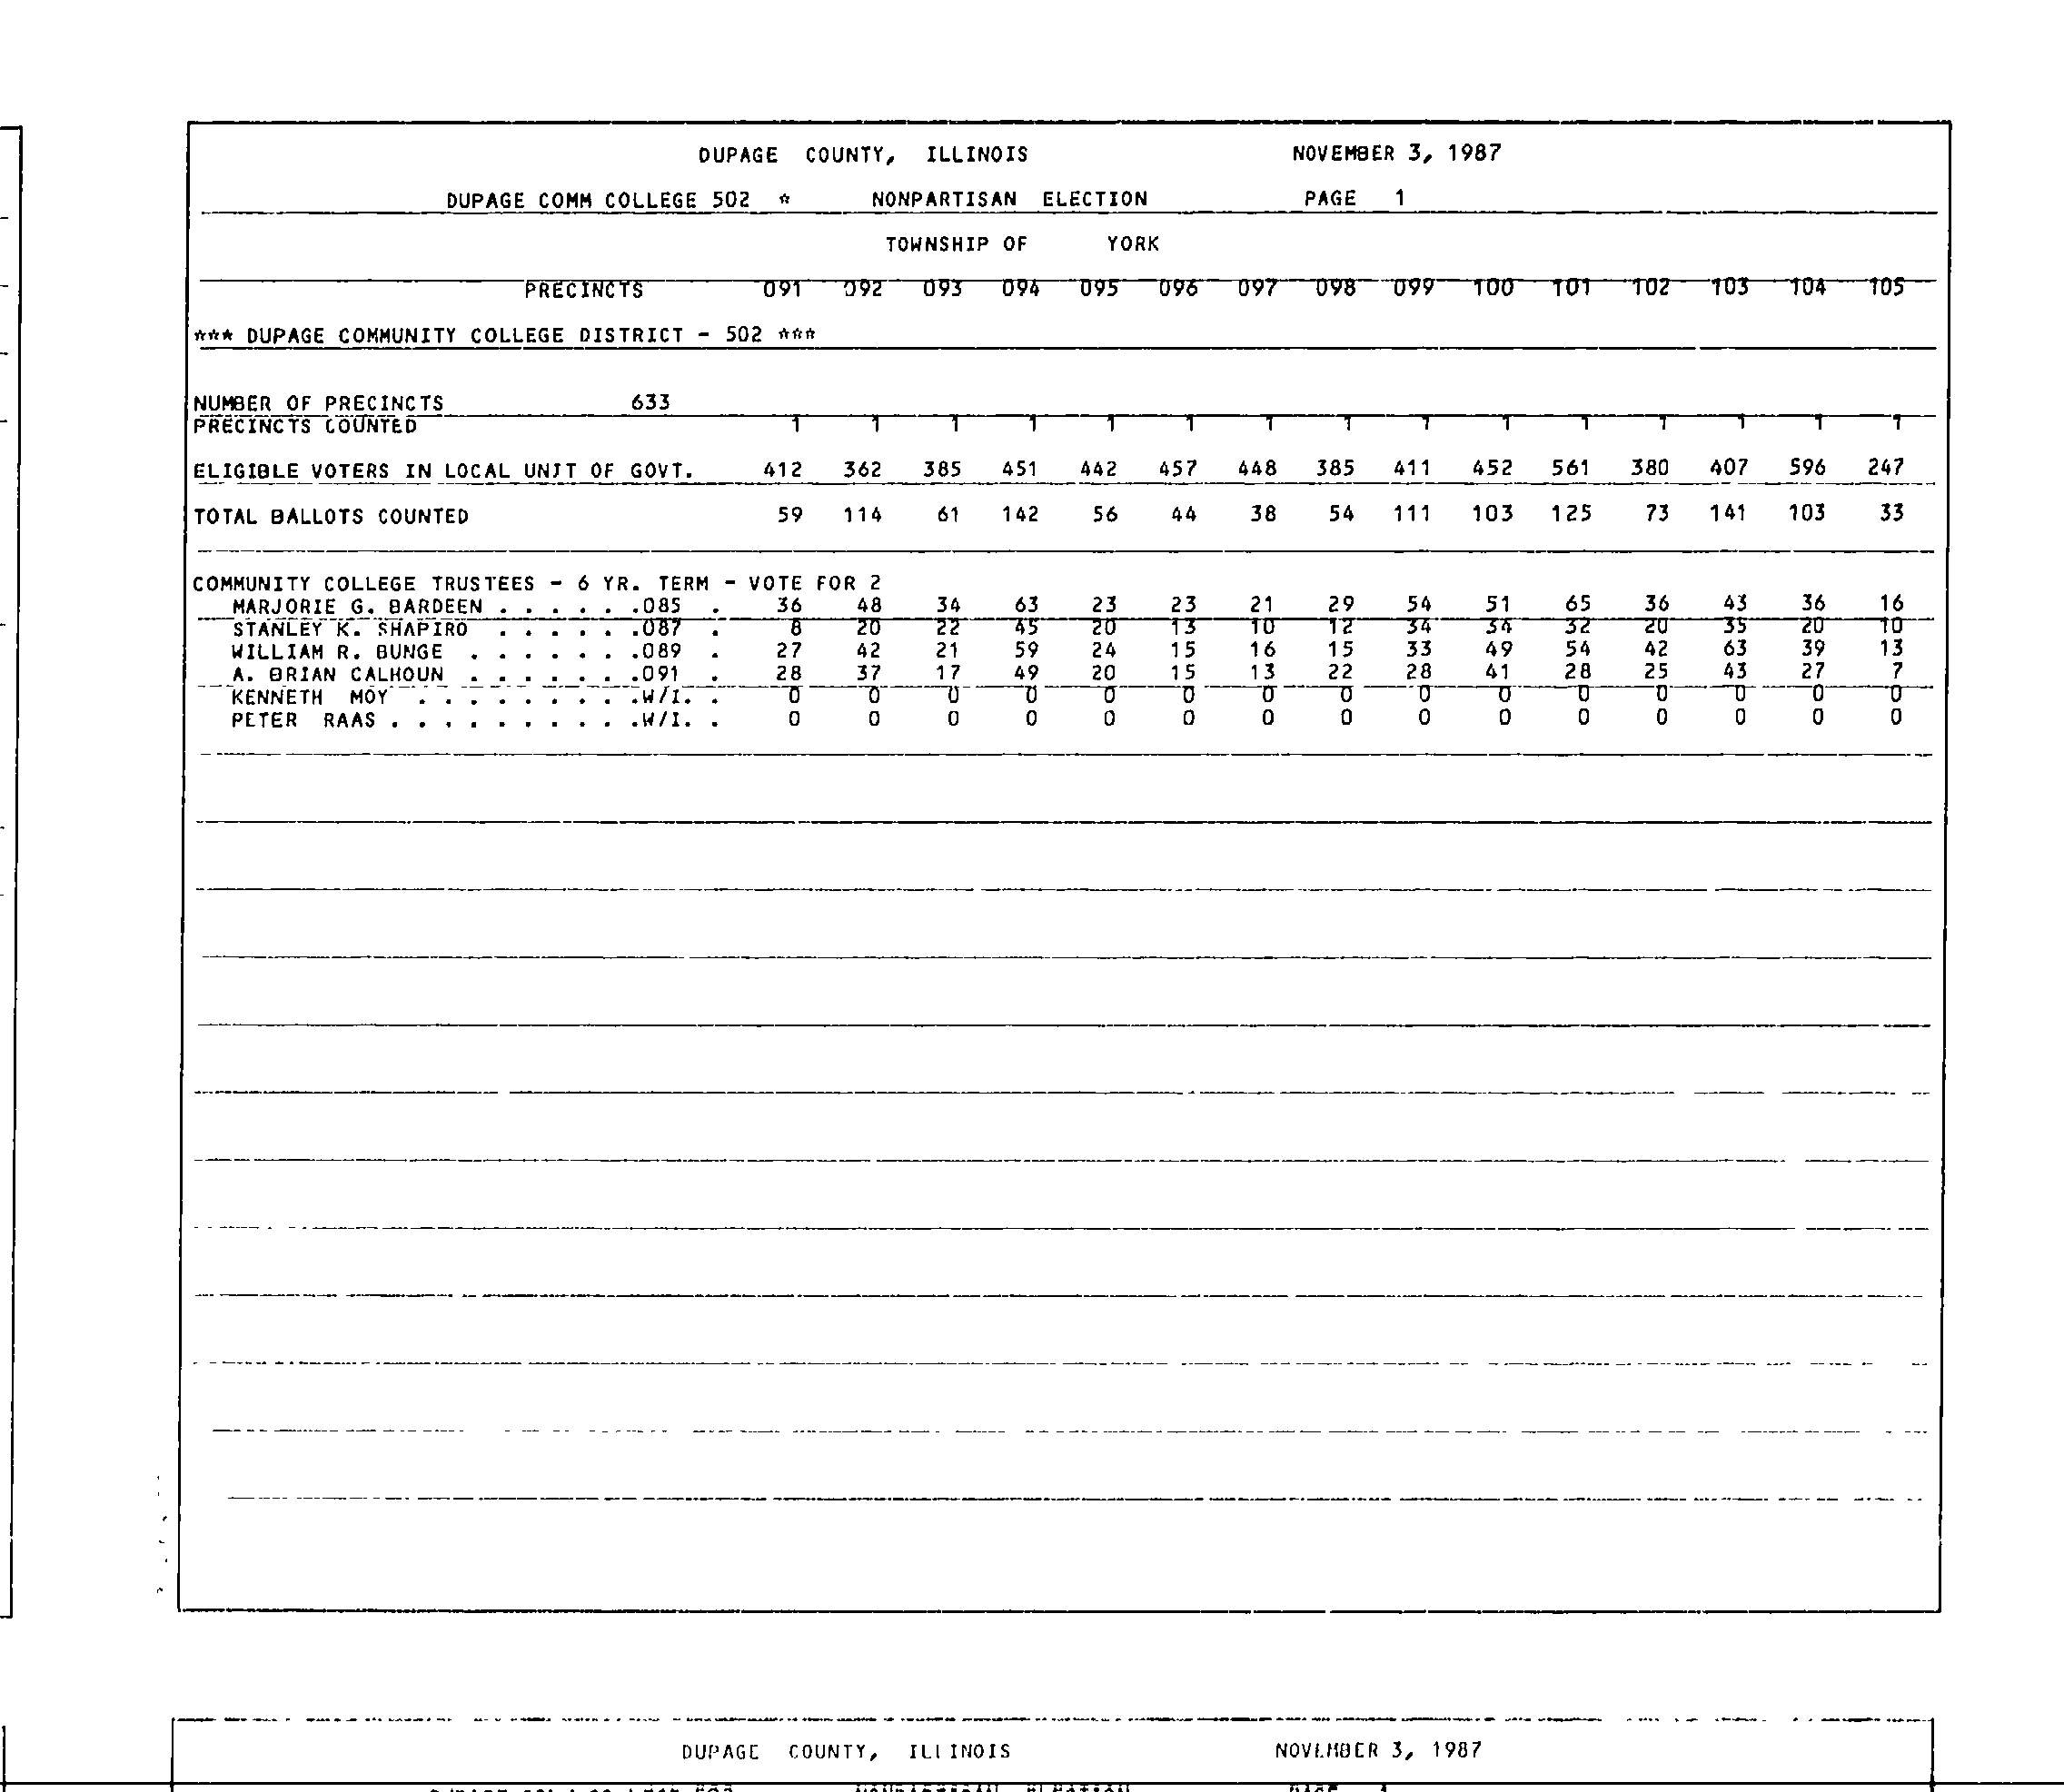 DUPAGE COUNTY, ILLINOIS NOVEMBER 3, 1987
DUPAGE COMM COLLEGE 502 * NONPARTISAN ELECTION PAGE 1
TOWNSHIP OF YORK
PRECINCTS 091 092 093 094 095 096 097 098 099 100 101 102 103 104 105
*** DUPAGE COMMUNITY COLLEGE DISTRICT - 502 ***
NUMBER OF PRECINCTS 633
PRECINCTS COUNTED 1 1 1 1 1 1 1 1 1 1 1 1 1 1 1
ELIGIBLE VOTERS IN LOCAL UNIT OF GOVT. 412 362 385 451 442 457 448 385 411 452 561 380 407 596 247
TOTAL BALLOTS COUNTED 59 114 61 142 56 44 38 54 111 103 125 73 141 103 33
COMMUNITY COLLEGE TRUSTEES - 6 YR. TERM - VOTE FOR 2
MARJORIE G. BARDEEN . . . . . .085 . 36 48 34 63 23 23 21 29 54 51 65 36 43 36 16
STANLEY K. SHAPIRO . . . . . .087 . 8 20 22 45 20 13 10 12 34 34 32 20 35 20 10
WILLIAM R. BUNGE . . . . . . .089 . 27 42 21 59 24 15 16 15 33 49 54 42 63 39 13
A. BRIAN CALHOUN . . . . . . .091 . 28 37 17 49 20 15 13 22 28 41 28 25 43 27 7
KENNETH MOY . . . . . . . . .W/I. . 0 0 0 0 0 0 0 0 0 0 0 0 0 0 0
PETER RAAS . . . . . . . . . .W/I. . 0 0 0 0 0 0 0 0 0 0 0 0 0 0 0
DUPAGE COUNTY, ILLINOIS NOVEMBER 3, 1987